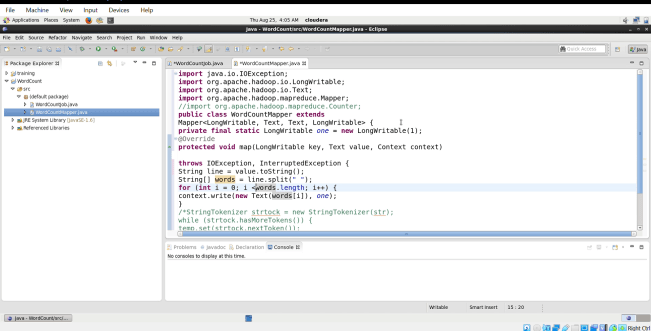 File Machine View Input Devices Help
Applications Places System Thu Aug 25, 4:05 AM cloudera
java - WordCount/src/WordCountMapper.java - Eclipse
File Edit Source Refactor Navigate Search Project Run Window Help
Quick Access Java
Package Explorer
training
WordCount
src
(default package)
WordCountJob.java
WordCountMapper.java
JRE System Library [JavaSE-1.6]
Referenced Libraries
*WordCountJob.java *WordCountMapper.java
import java.io.IOException;
import org.apache.hadoop.io.LongWritable;
import org.apache.hadoop.io.Text;
import org.apache.hadoop.mapreduce.Mapper;
//import org.apache.hadoop.mapreduce.Counter;
public class WordCountMapper extends
Mapper<LongWritable, Text, Text, LongWritable> {
private final static LongWritable one = new LongWritable(1);
@Override
protected void map(LongWritable key, Text value, Context context)
throws IOException, InterruptedException {
String line = value.toString();
String[] words = line.split(" ");
for (int i = 0; i <words.length; i++) {
context.write(new Text(words[i]), one);
}
/*StringTokenizer strtock = new StringTokenizer(str);
while (strtock.hasMoreTokens()) {
temp.set(strtock.nextToken());
Problems Javadoc Declaration Console
No consoles to display at this time.
Writable Smart Insert 15 : 20
java - WordCount/src/...
Right Ctrl